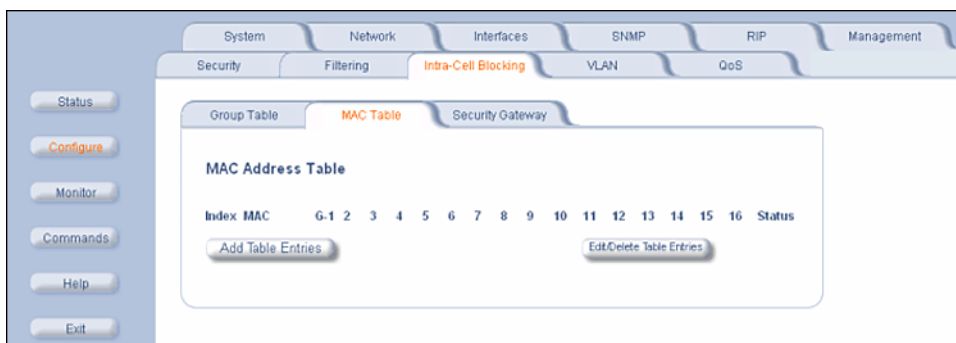 System Network Interfaces SNMP RIP Management
Security Filtering Intra-Cell Blocking VLAN QoS
Status
Configure
Monitor
Commands
Help
Exit
Group Table MAC Table Security Gateway
MAC Address Table
Index MAC G-1 2 3 4 5 6 7 8 9 10 11 12 13 14 15 16 Status
Add Table Entries Edit/Delete Table Entries